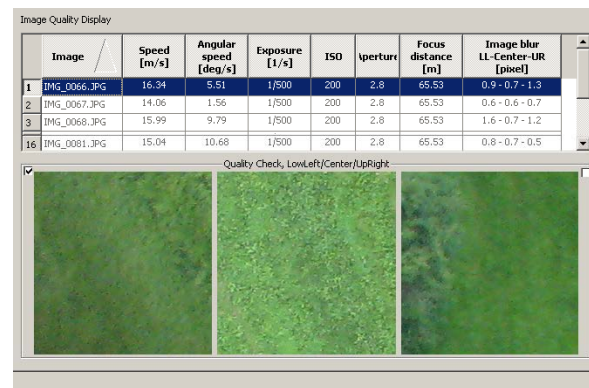 Image Quality Display
Image Speed [m/s] Angular speed [deg/s] Exposure [1/s] ISO Aperture Focus distance [m] Image blur LL-Center-UR [pixel]
1 IMG_0066.JPG 16.34 5.51 1/500 200 2.8 65.53 0.9 - 0.7 - 1.3
2 IMG_0067.JPG 14.06 1.56 1/500 200 2.8 65.53 0.6 - 0.6 - 0.7
3 IMG_0068.JPG 15.99 9.79 1/500 200 2.8 65.53 1.6 - 0.7 - 1.2
16 IMG_0081.JPG 15.04 10.68 1/500 200 2.8 65.53 0.8 - 0.7 - 0.5
Quality Check, LowLeft/Center/UpRight